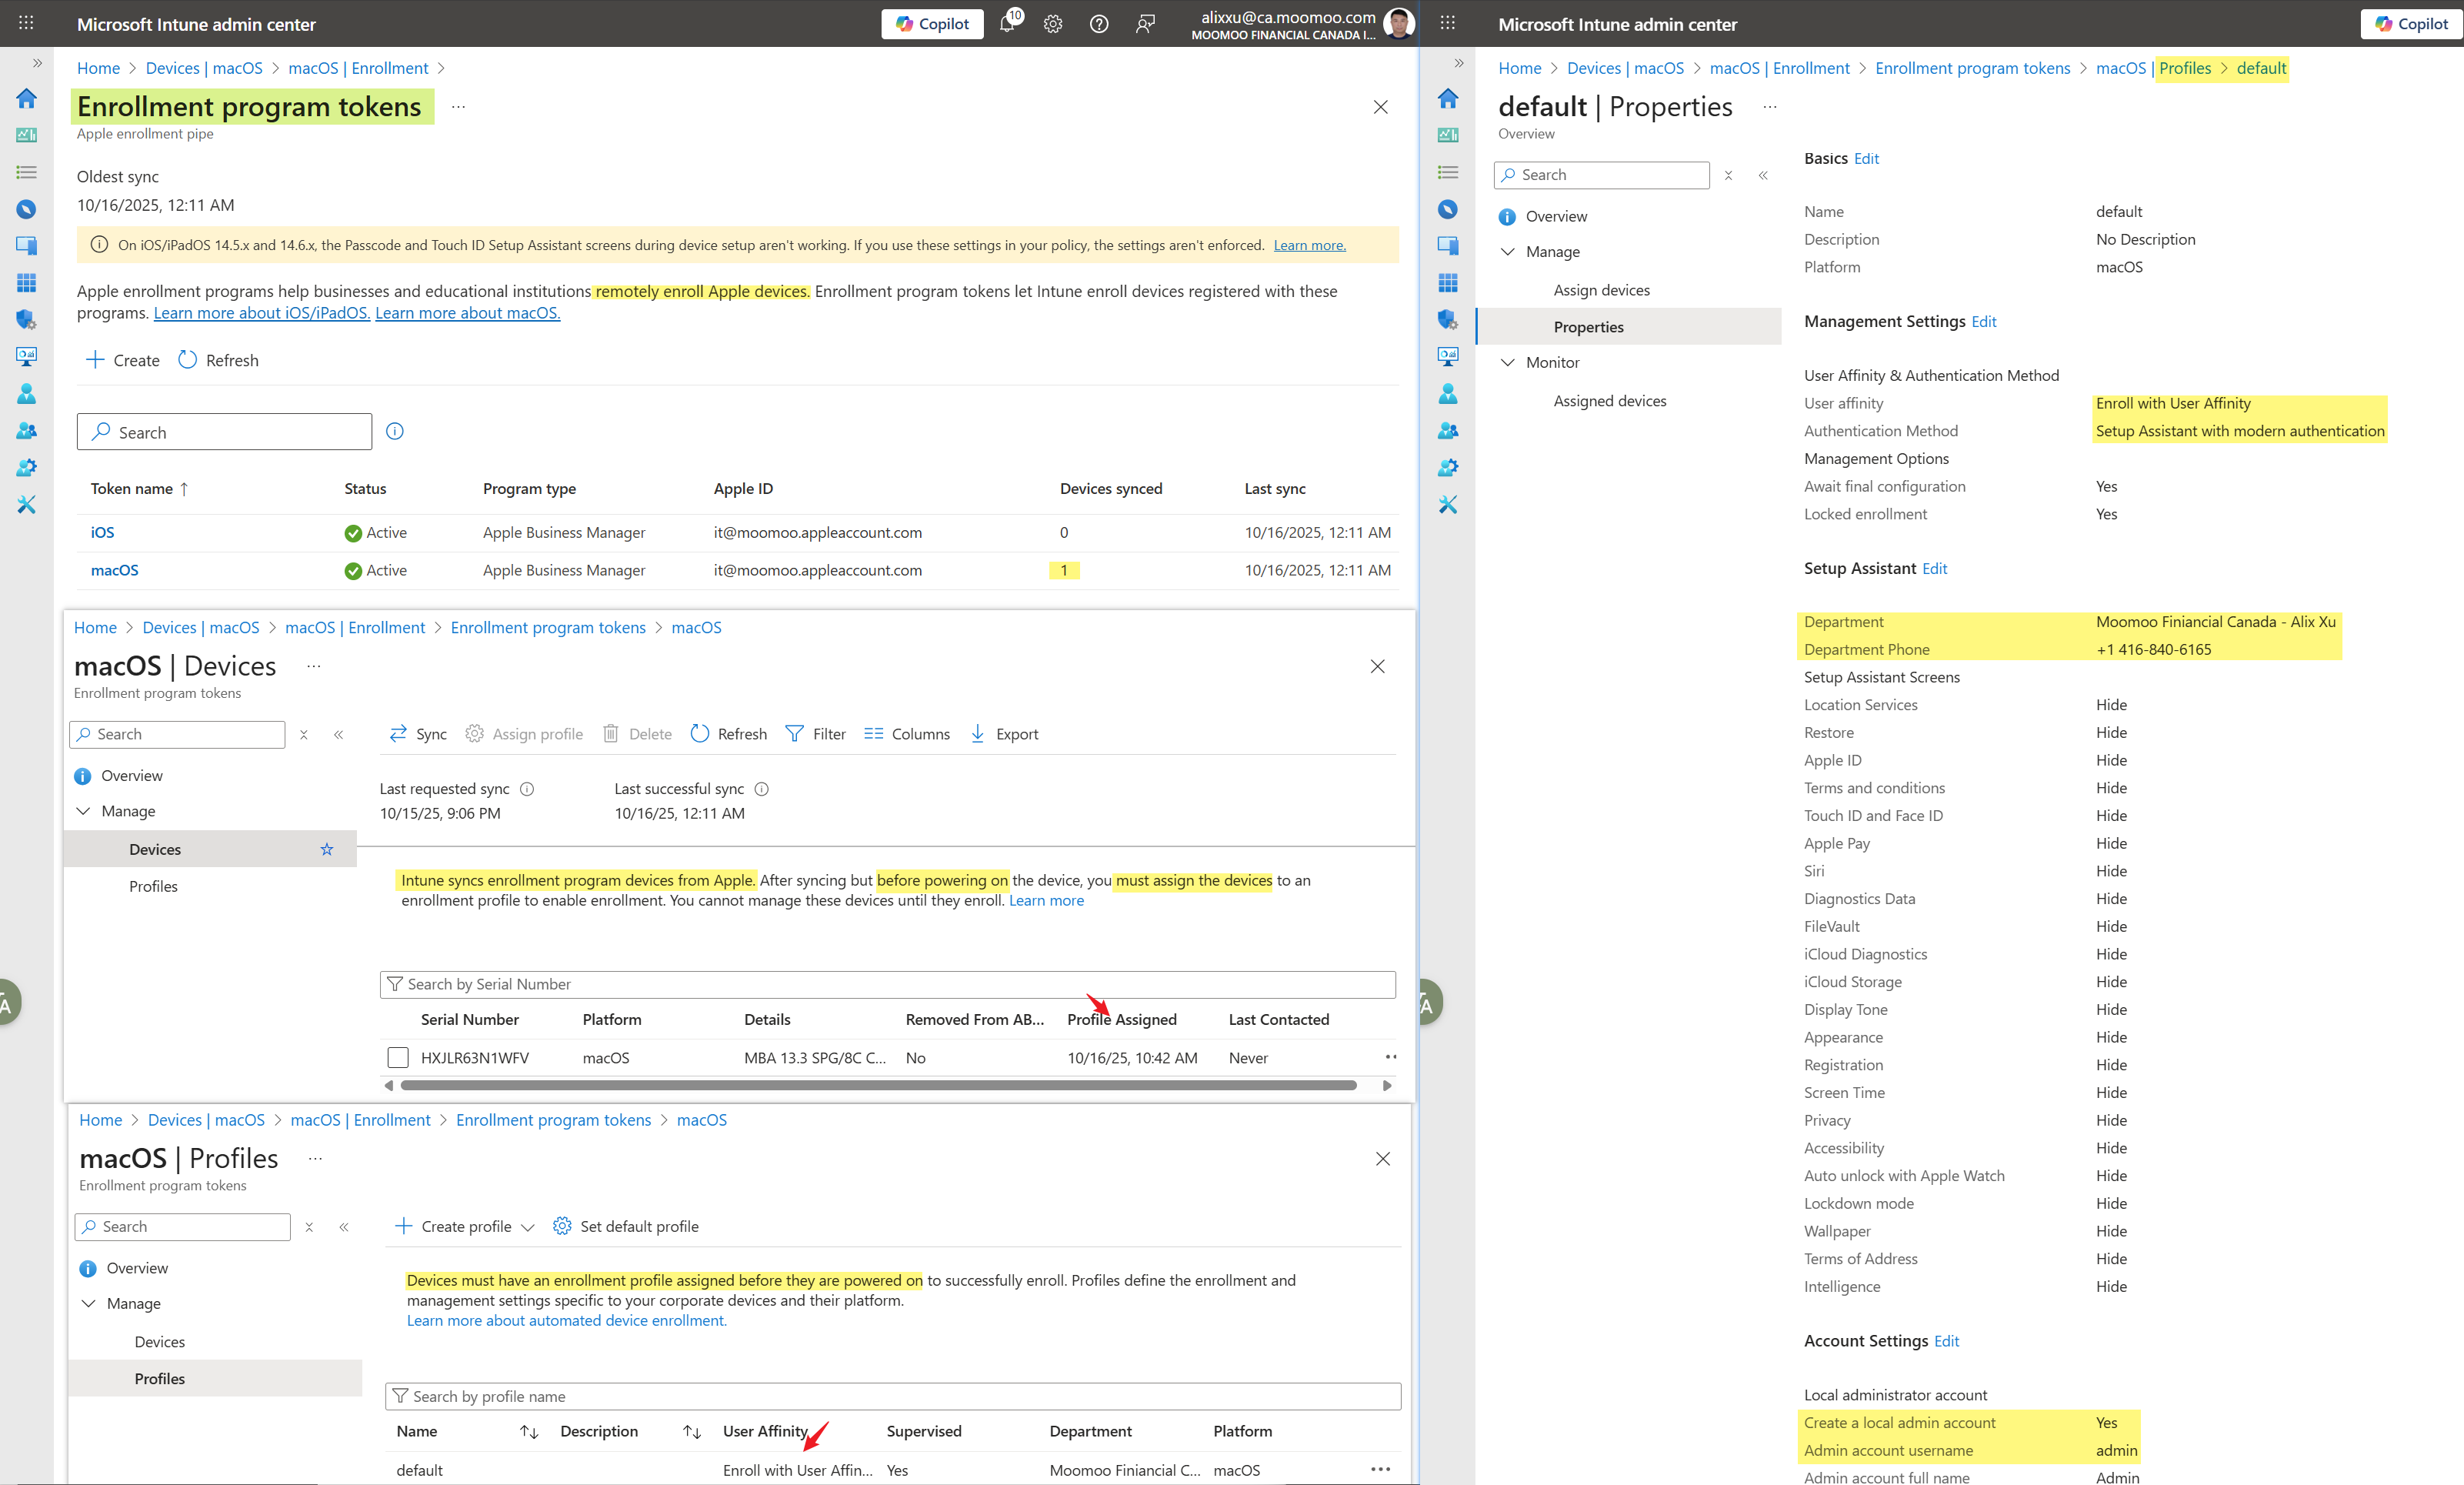 Microsoft Intune admin center
Copilot
10
alixxu@ca.moomoo.com
MOOMOO FINANCIAL CANADA I...
Home > Devices | macOS > macOS | Enrollment >
Enrollment program tokens ...
Apple enrollment pipe
Oldest sync
10/16/2025, 12:11 AM
On iOS/iPadOS 14.5.x and 14.6.x, the Passcode and Touch ID Setup Assistant screens during device setup aren't working. If you use these settings in your policy, the settings aren't enforced. Learn more.
Apple enrollment programs help businesses and educational institutions remotely enroll Apple devices. Enrollment program tokens let Intune enroll devices registered with these
programs. Learn more about iOS/iPadOS. Learn more about macOS.
Create Refresh
Search
Token name ↑ Status Program type Apple ID Devices synced Last sync
iOS Active Apple Business Manager it@moomoo.appleaccount.com 0 10/16/2025, 12:11 AM
macOS Active Apple Business Manager it@moomoo.appleaccount.com 1 10/16/2025, 12:11 AM
Home > Devices | macOS > macOS | Enrollment > Enrollment program tokens > macOS
macOS | Devices ...
Enrollment program tokens
Search
Overview
Manage
Devices
Profiles
Sync Assign profile Delete Refresh Filter Columns Export
Last requested sync Last successful sync
10/15/25, 9:06 PM 10/16/25, 12:11 AM
Intune syncs enrollment program devices from Apple. After syncing but before powering on the device, you must assign the devices to an
enrollment profile to enable enrollment. You cannot manage these devices until they enroll. Learn more
Search by Serial Number
Serial Number Platform Details Removed From AB... Profile Assigned Last Contacted
HXJLR63N1WFV macOS MBA 13.3 SPG/8C C... No 10/16/25, 10:42 AM Never
Home > Devices | macOS > macOS | Enrollment > Enrollment program tokens > macOS
macOS | Profiles ...
Enrollment program tokens
Search
Overview
Manage
Devices
Profiles
Create profile Set default profile
Devices must have an enrollment profile assigned before they are powered on to successfully enroll. Profiles define the enrollment and
management settings specific to your corporate devices and their platform.
Learn more about automated device enrollment.
Search by profile name
Name Description User Affinity Supervised Department Platform
default Enroll with User Affin... Yes Moomoo Finiancial C... macOS ...
Microsoft Intune admin center
Copilot
Home > Devices | macOS > macOS | Enrollment > Enrollment program tokens > macOS | Profiles > default
default | Properties ...
Overview
Search
Overview
Manage
Assign devices
Properties
Monitor
Assigned devices
Basics Edit
Name default
Description No Description
Platform macOS
Management Settings Edit
User Affinity & Authentication Method
User affinity Enroll with User Affinity
Authentication Method Setup Assistant with modern authentication
Management Options
Await final configuration Yes
Locked enrollment Yes
Setup Assistant Edit
Department Moomoo Finiancial Canada - Alix Xu
Department Phone +1 416-840-6165
Setup Assistant Screens
Location Services Hide
Restore Hide
Apple ID Hide
Terms and conditions Hide
Touch ID and Face ID Hide
Apple Pay Hide
Siri Hide
Diagnostics Data Hide
FileVault Hide
iCloud Diagnostics Hide
iCloud Storage Hide
Display Tone Hide
Appearance Hide
Registration Hide
Screen Time Hide
Privacy Hide
Accessibility Hide
Auto unlock with Apple Watch Hide
Lockdown mode Hide
Wallpaper Hide
Terms of Address Hide
Intelligence Hide
Account Settings Edit
Local administrator account
Create a local admin account Yes
Admin account username admin
Admin account full name Admin